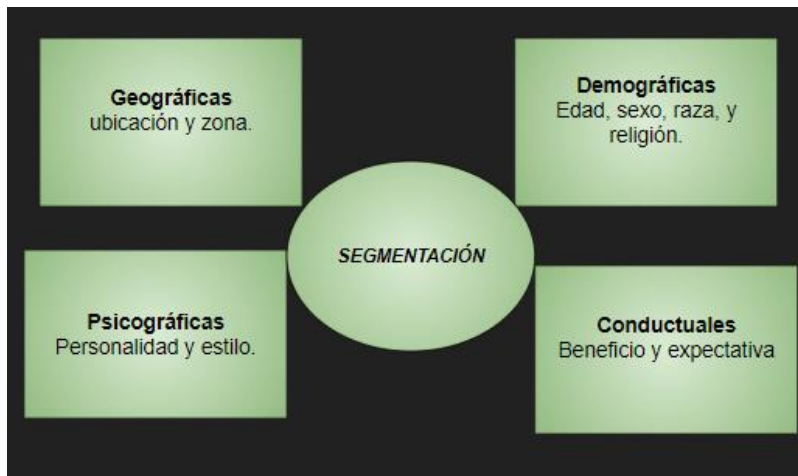 Geográficas
ubicación y zona.
Demográficas
Edad, sexo, raza, y
religión.
SEGMENTACIÓN
Psicográficas
Personalidad y estilo.
Conductuales
Beneficio y expectativa